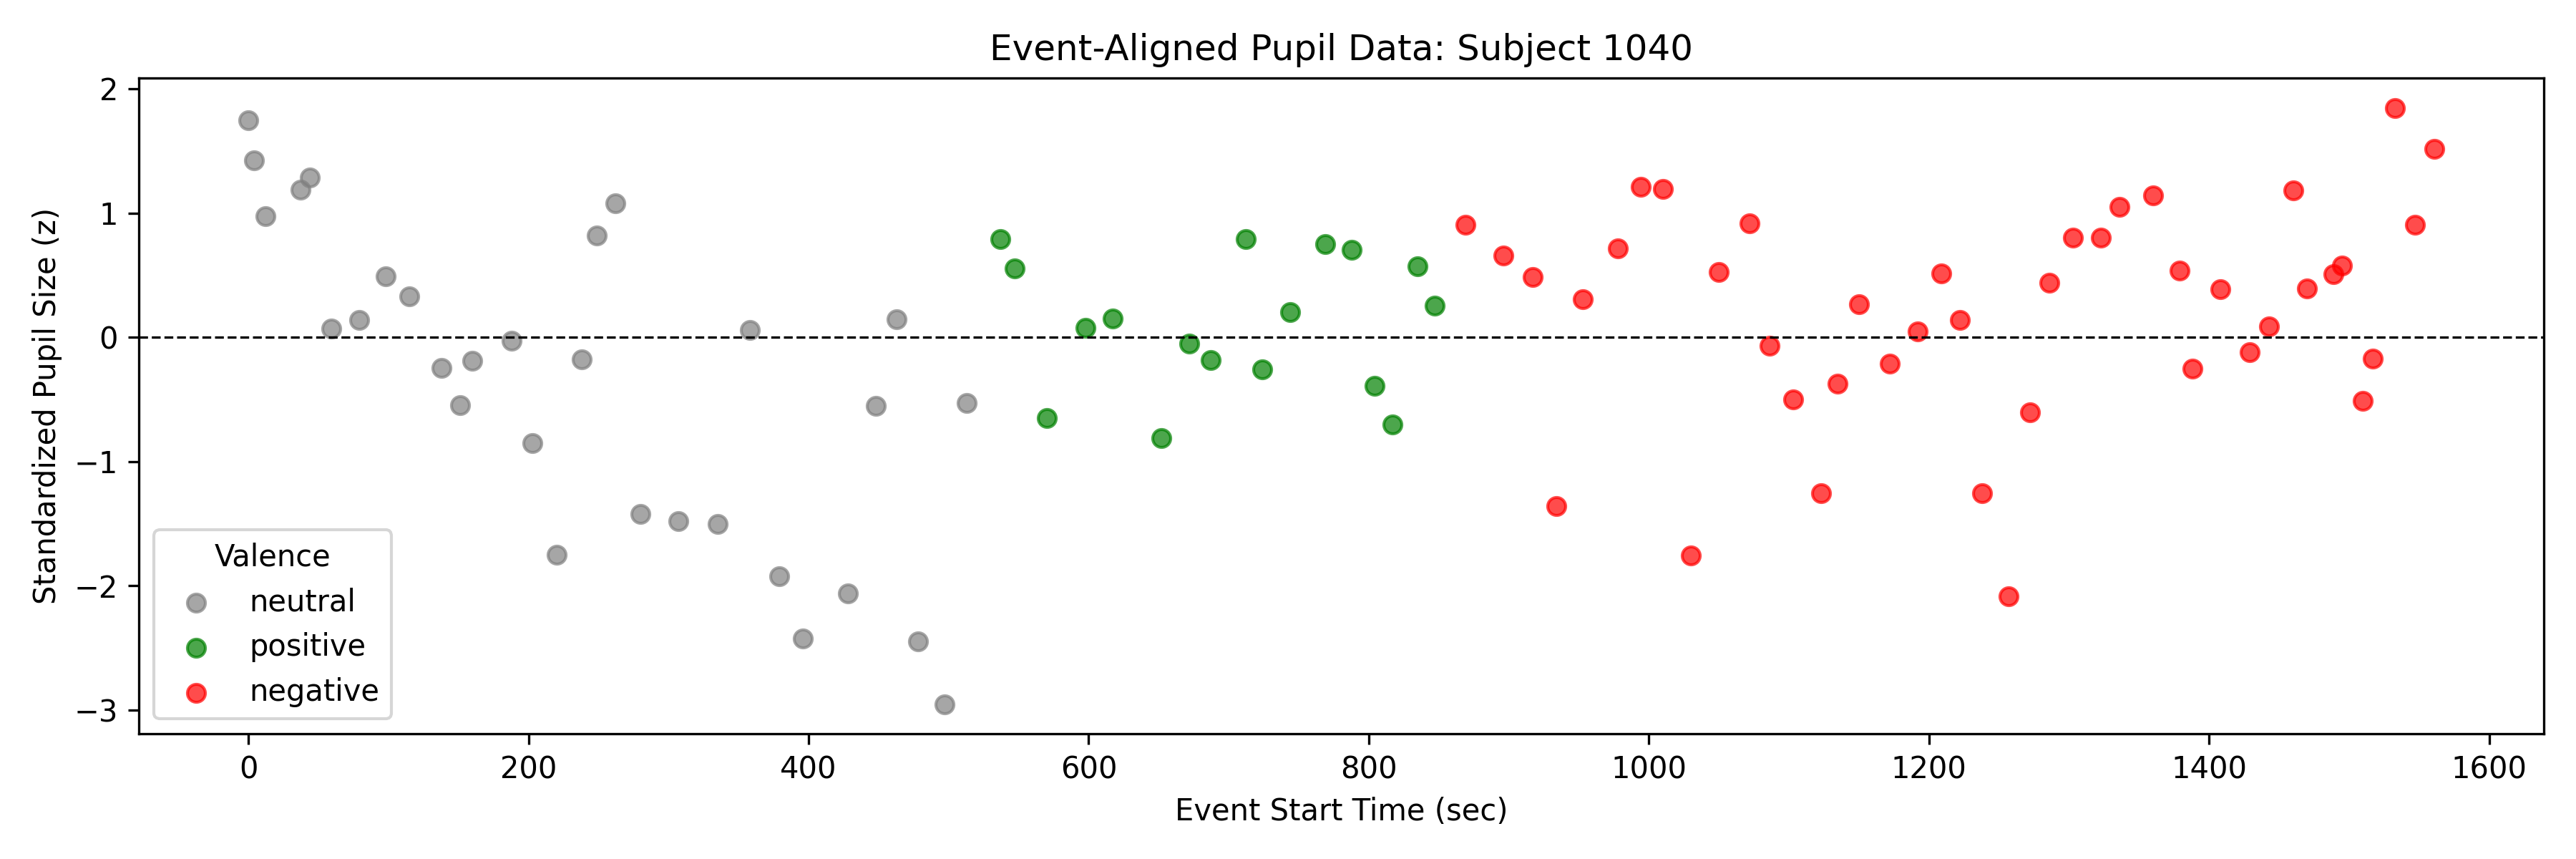 Event-Aligned Pupil Data: Subject 1040
Standardized Pupil Size (z)
2
1
0
−1
−2
−3
Valence
neutral
positive
negative
0 200 400 600 800 1000 1200 1400 1600
Event Start Time (sec)